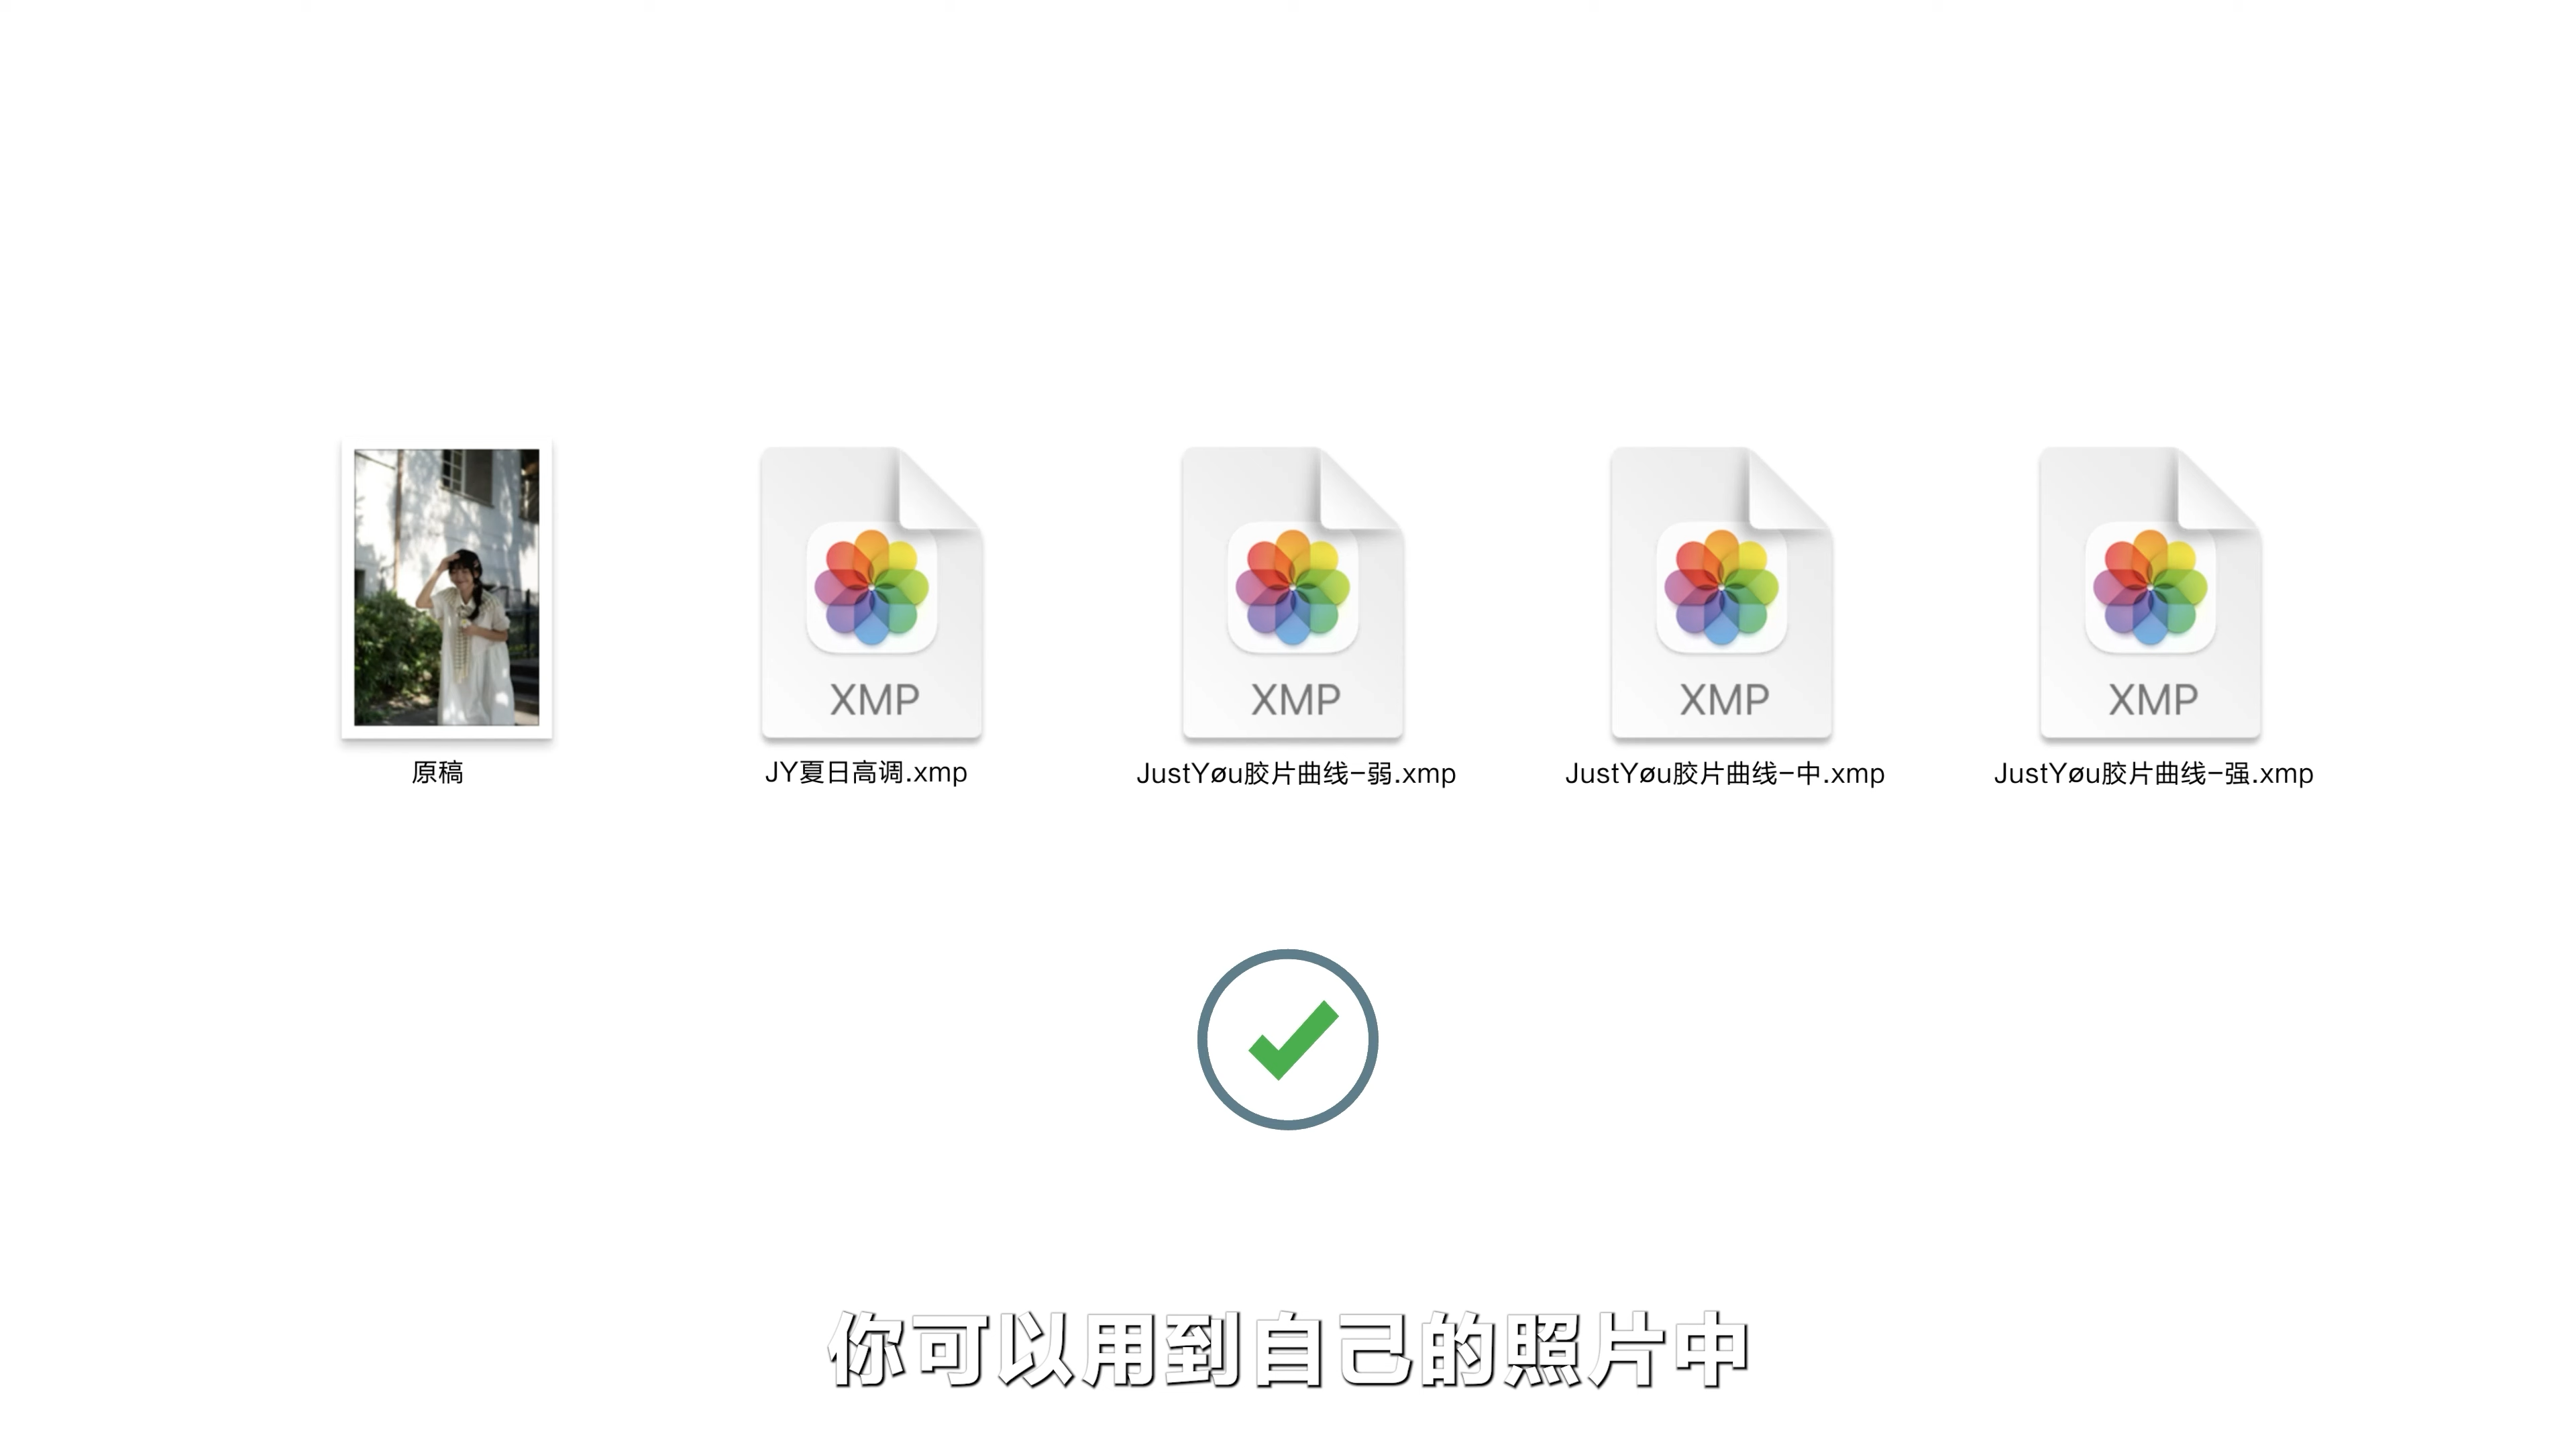 XMP
XMP
XMP
XMP
原稿
JY夏日高调.xmp
JustYøu胶片曲线-弱.xmp
JustYøu胶片曲线-中.xmp
JustYøu胶片曲线-强.xmp
你可以用到自己的照片中